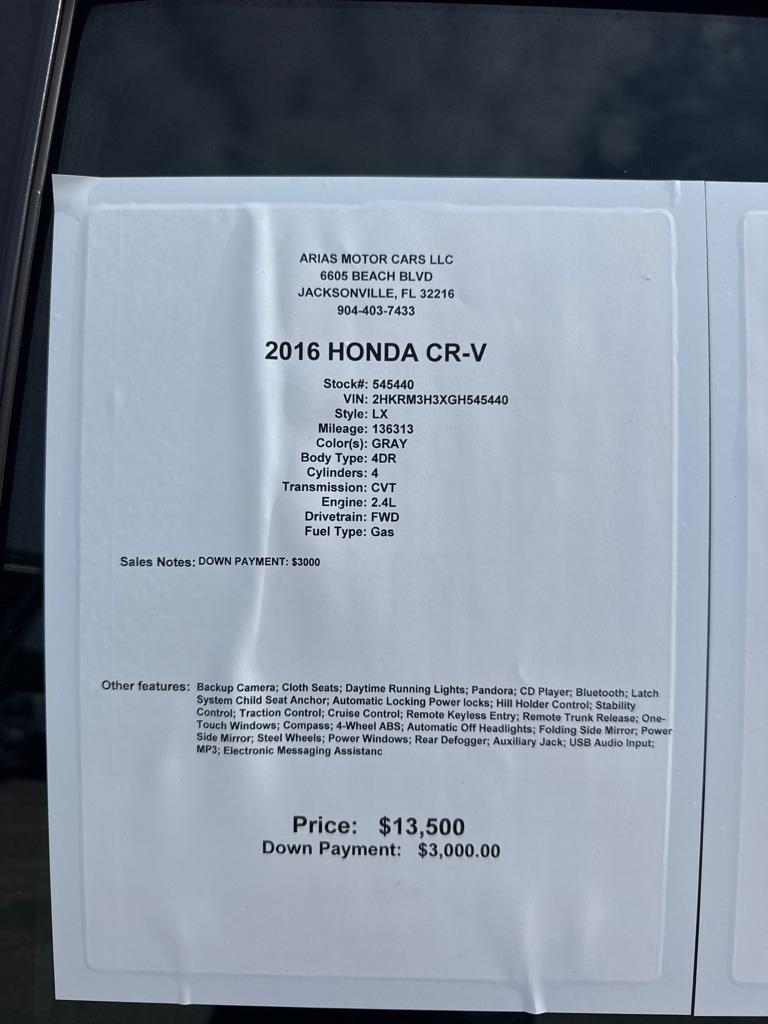 ARIAS MOTOR CARS LLC
6605 BEACH BLVD
JACKSONVILLE, FL 32216
904-403-7433
2016 HONDA CR-V
Stock#: 545440
VIN: 2HKRM3H3XGH545440
Style: LX
Mileage: 136313
Color(s): GRAY
Body Type: 4DR
Cylinders: 4
Transmission: CVT
Engine: 2.4L
Drivetrain: FWD
Fuel Type: Gas
Sales Notes: DOWN PAYMENT: $3000
Other features: Backup Camera; Cloth Seats; Daytime Running Lights; Pandora; CD Player; Bluetooth; Latch
System Child Seat Anchor; Automatic Locking Power locks; Hill Holder Control; Stability
Control; Traction Control; Cruise Control; Remote Keyless Entry; Remote Trunk Release; One-
Touch Windows; Compass; 4-Wheel ABS; Automatic Off Headlights; Folding Side Mirror; Power
Side Mirror; Steel Wheels; Power Windows; Rear Defogger; Auxiliary Jack; USB Audio Input;
MP3; Electronic Messaging Assistanc
Price: $13,500
Down Payment: $3,000.00